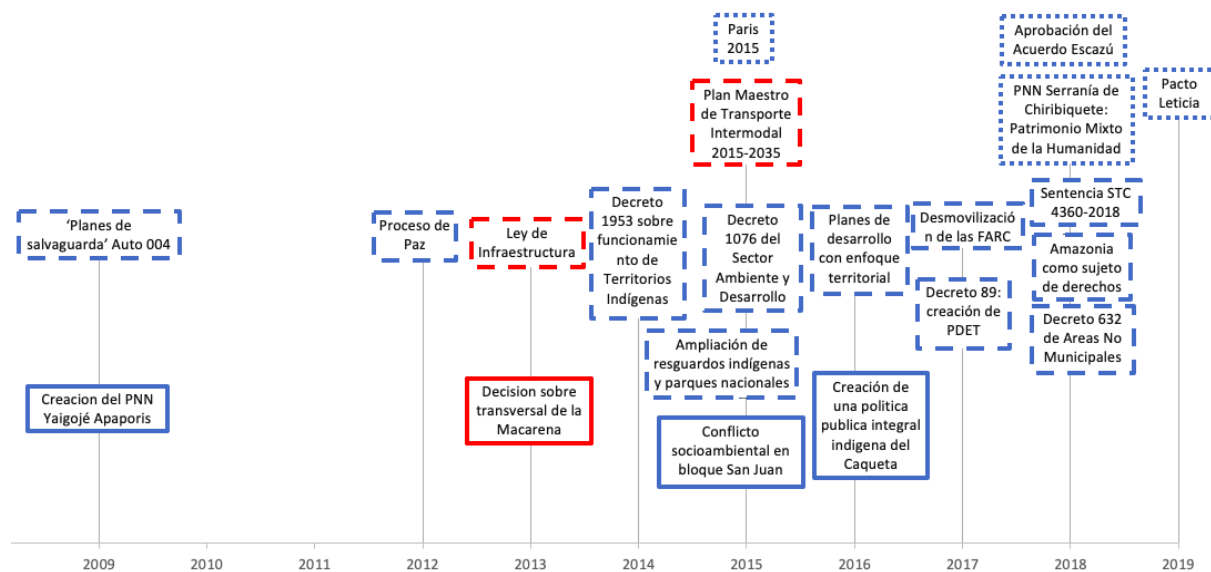 Paris
2015
Aprobación del
Acuerdo Escazú
Plan Maestro
de Transporte
Intermodal
2015-2035
PNN Serranía de
Chiribiquete:
Patrimonio Mixto
de la Humanidad
Pacto
Leticia
‘Planes de
salvaguarda’ Auto 004
Proceso de
Paz
Ley de
Infraestructura
Decreto
1953 sobre
funcionamie
nto de
Territorios
Indígenas
Decreto
1076 del
Sector
Ambiente y
Desarrollo
Planes de
desarrollo
con enfoque
territorial
Desmovilizació
n de las FARC
Sentencia STC
4360-2018
Amazonia
como sujeto
de derechos
Decreto 89:
creación de
PDET
Decreto 632
de Areas No
Municipales
Ampliación de
resguardos indígenas
y parques nacionales
Creacion del PNN
Yaigojé Apaporis
Decision sobre
transversal de la
Macarena
Conflicto
socioambiental en
bloque San Juan
Creación de
una politica
publica integral
indigena del
Caqueta
2009 2010 2011 2012 2013 2014 2015 2016 2017 2018 2019